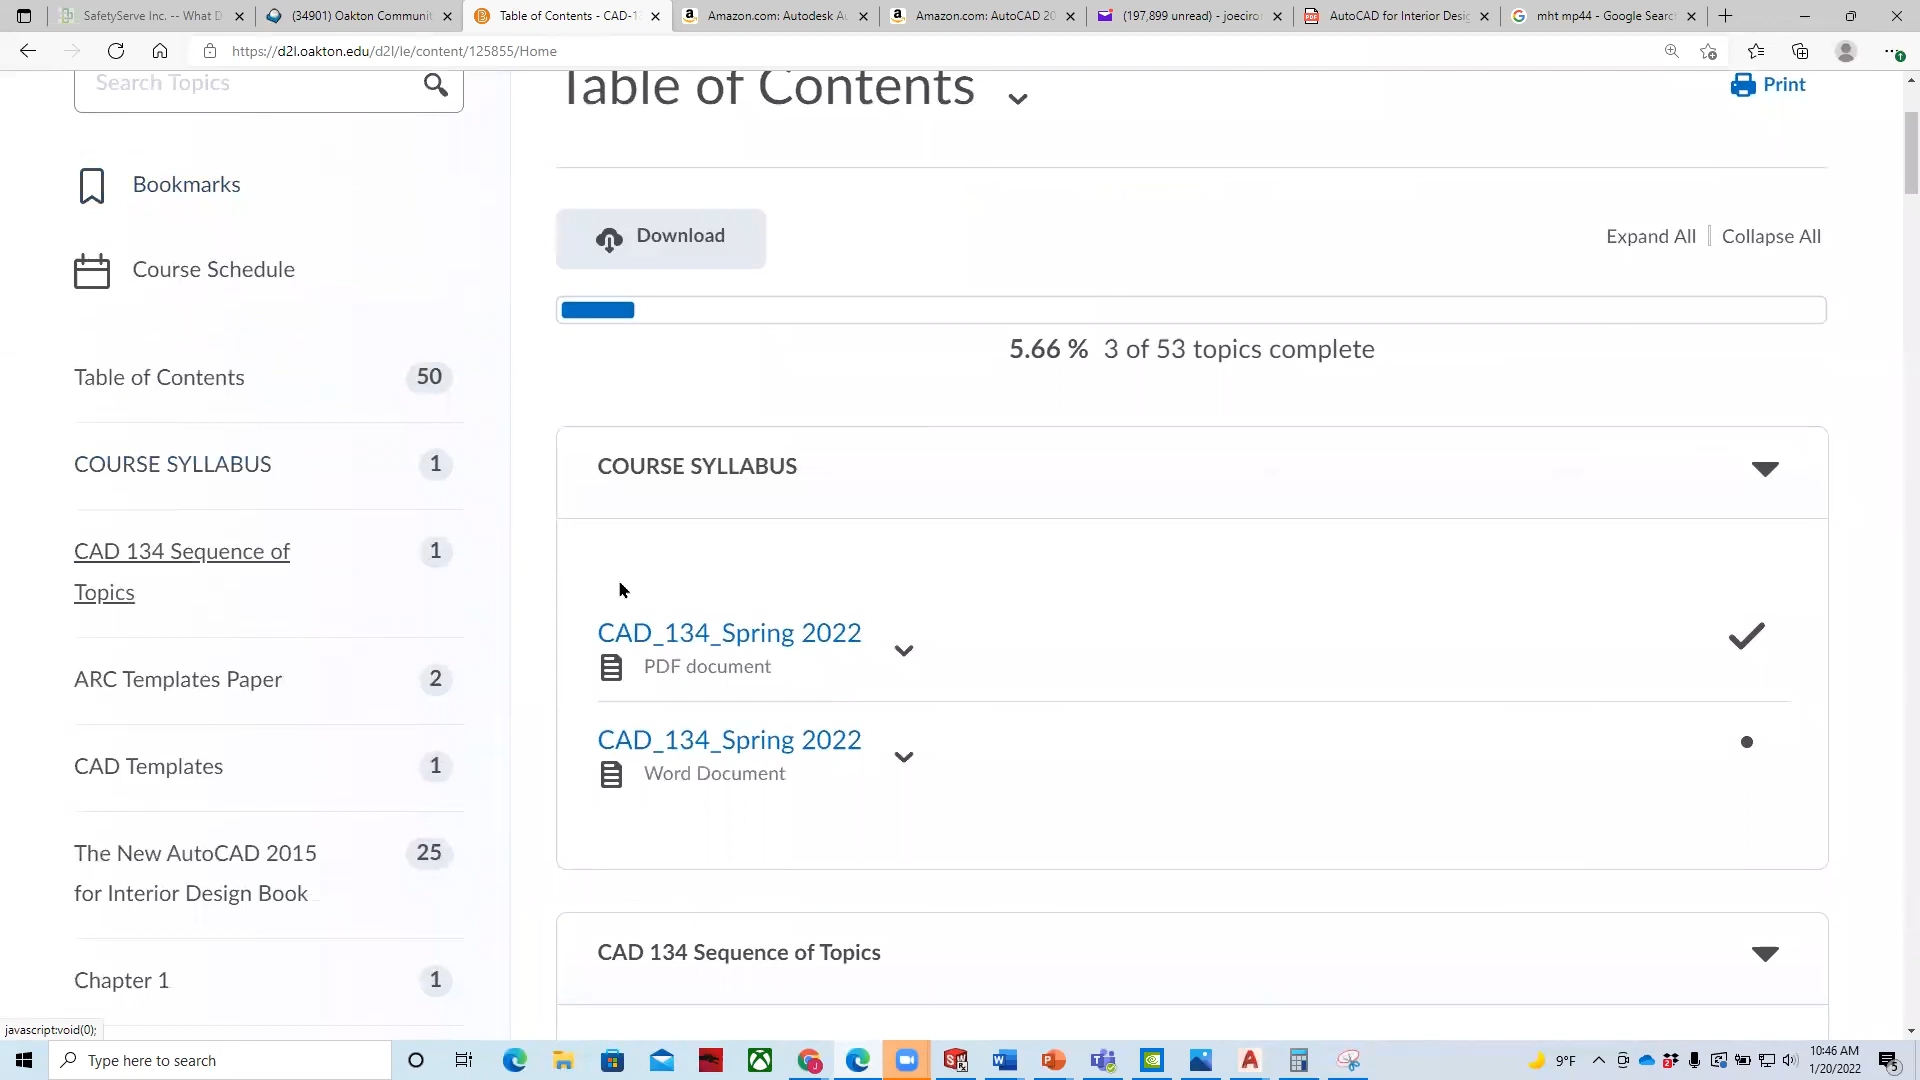 SafetyServe Inc. -- What D
(34901) Oakton Communit
Table of Contents - CAD-1
Amazon.com: Autodesk Au
Amazon.com: AutoCAD 20
(197,899 unread) - joeciron
AutoCAD for Interior Desig
mht mp44 - Google Search
https://d2l.oakton.edu/d2l/le/content/125855/Home
Search Topics
Table of Contents
Print
Bookmarks
Download
Expand All | Collapse All
Course Schedule
5.66 % 3 of 53 topics complete
Table of Contents 50
COURSE SYLLABUS 1
COURSE SYLLABUS
CAD 134 Sequence of 1
Topics
CAD_134_Spring 2022
PDF document
ARC Templates Paper 2
CAD_134_Spring 2022
Word Document
CAD Templates 1
The New AutoCAD 2015 25
for Interior Design Book
CAD 134 Sequence of Topics
Chapter 1 1
javascript:void(0);
Type here to search
9°F
10:46 AM
1/20/2022
5